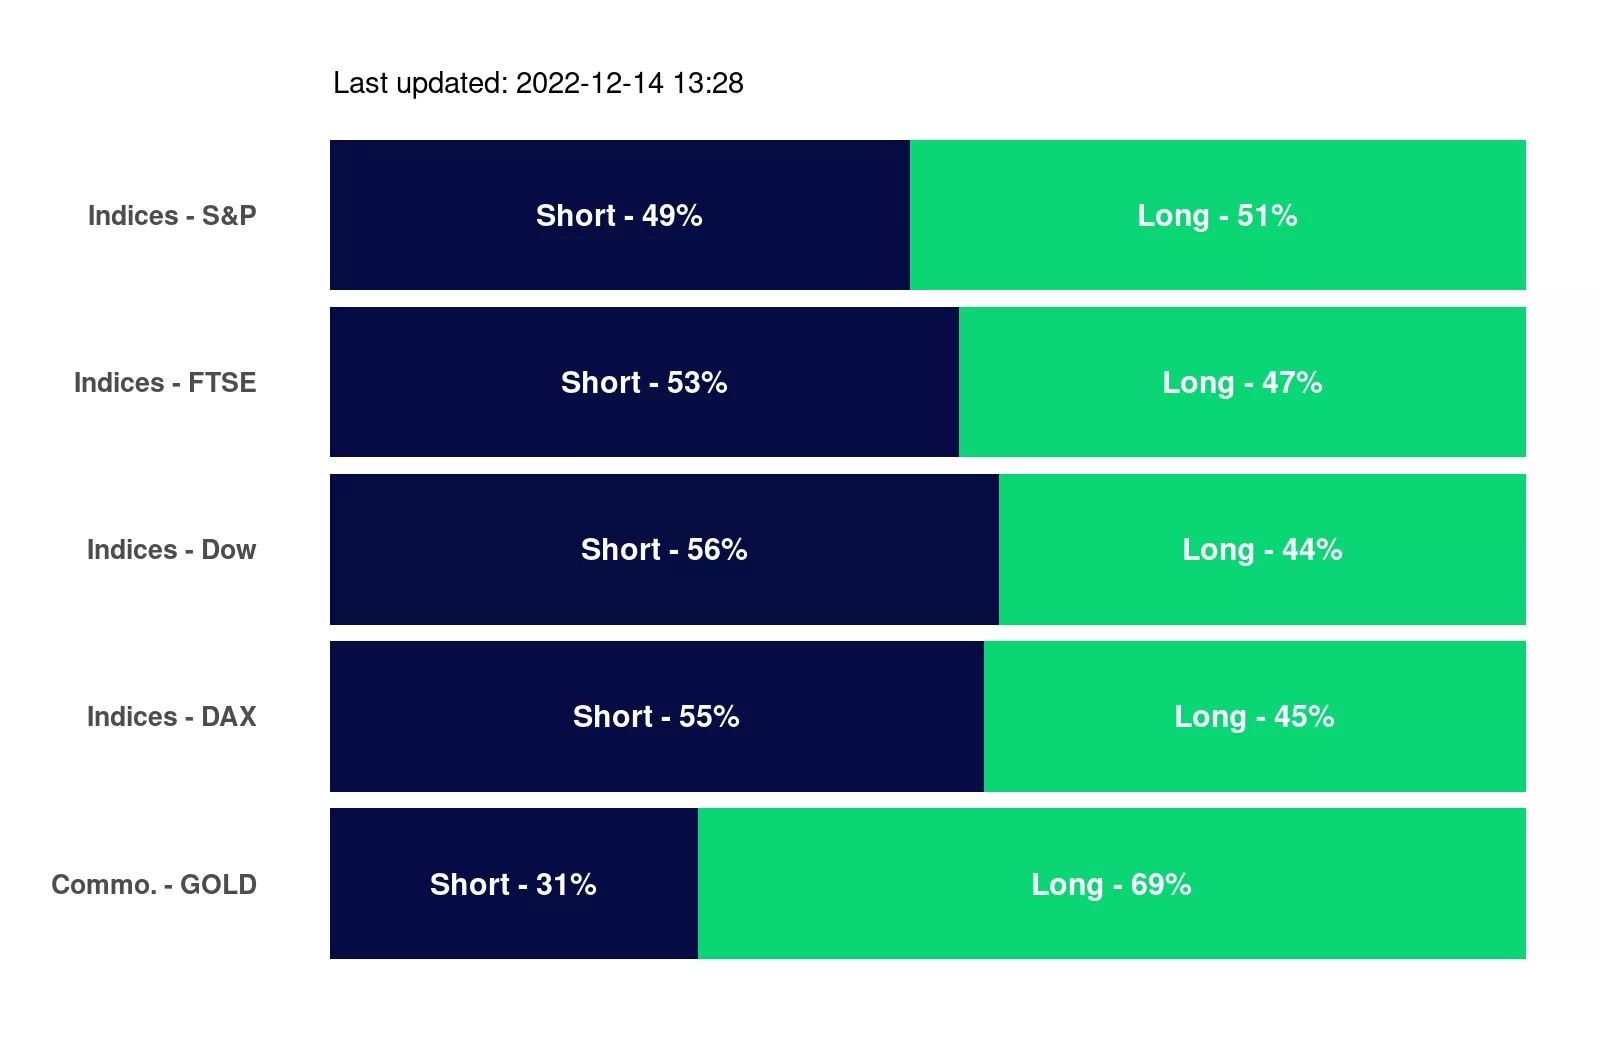 Last updated: 2022-12-14 13:28
Indices - S&P Short - 49% Long - 51%
Indices - FTSE Short - 53% Long - 47%
Indices - Dow Short - 56% Long - 44%
Indices - DAX Short - 55% Long - 45%
Commo. - GOLD Short - 31% Long - 69%